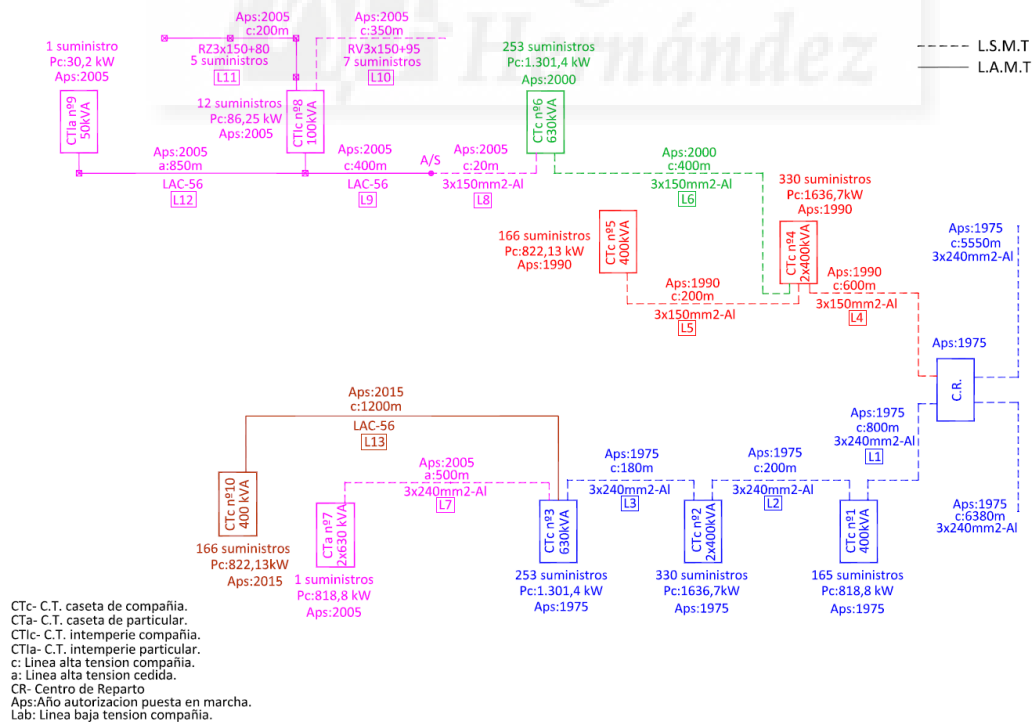 Hernández
L.S.M.T
L.A.M.T
1 suministro
Pc:30,2 kW
Aps:2005
CTIa nº9
50kVA
Aps:2005
c:200m
RZ3x150+80
5 suministros
L11
Aps:2005
c:350m
RV3x150+95
7 suministros
L10
12 suministros
Pc:86,25 kW
Aps:2005
CTIc nº8
100kVA
253 suministros
Pc:1.301,4 kW
Aps:2000
CTc nº6
630kVA
Aps:2005
a:850m
LAC-56
L12
Aps:2005
c:400m
LAC-56
L9
A/S
Aps:2005
c:20m
3x150mm2-Al
L8
Aps:2000
c:400m
3x150mm2-Al
L6
330 suministros
Pc:1636,7kW
Aps:1990
CTc nº4
2x400kVA
166 suministros
Pc:822,13 kW
Aps:1990
CTc nº5
400kVA
Aps:1990
c:200m
3x150mm2-Al
L5
Aps:1990
c:600m
3x150mm2-Al
L4
Aps:1975
c:5550m
3x240mm2-Al
Aps:1975
C.R.
Aps:1975
c:800m
3x240mm2-Al
L1
Aps:1975
c:6380m
3x240mm2-Al
Aps:2015
c:1200m
LAC-56
L13
Aps:2005
a:500m
3x240mm2-Al
L7
Aps:1975
c:180m
3x240mm2-Al
L3
Aps:1975
c:200m
3x240mm2-Al
L2
CTc nº10
400 kVA
166 suministros
Pc:822,13kW
Aps:2015
CTa nº7
2x630 kVA
1 suministros
Pc:818,8 kW
Aps:2005
CTc nº3
630kVA
253 suministros
Pc:1.301,4 kW
Aps:1975
CTc nº2
2x400kVA
330 suministros
Pc:1636,7kW
Aps:1975
CTc nº1
400kVA
165 suministros
Pc:818,8 kW
Aps:1975
CTc- C.T. caseta de compañia.
CTa- C.T. caseta de particular.
CTIc- C.T. intemperie compañía.
CTIa- C.T. intemperie particular.
c: Linea alta tension compañía.
a: Linea alta tension cedida.
CR- Centro de Reparto
Aps:Año autorizacion puesta en marcha.
Lab: Linea baja tension compañía.